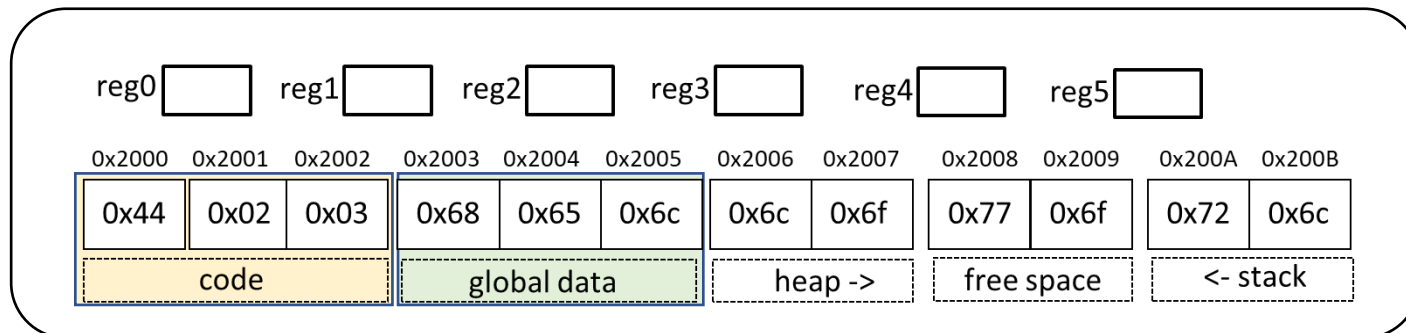 reg0 reg1 reg2 reg3 reg4 reg5
0x2000 0x2001 0x2002 0x2003 0x2004 0x2005 0x2006 0x2007 0x2008 0x2009 0x200A 0x200B
0x44 0x02 0x03 0x68 0x65 0x6c 0x6c 0x6f 0x77 0x6f 0x72 0x6c
code global data heap -> free space <- stack